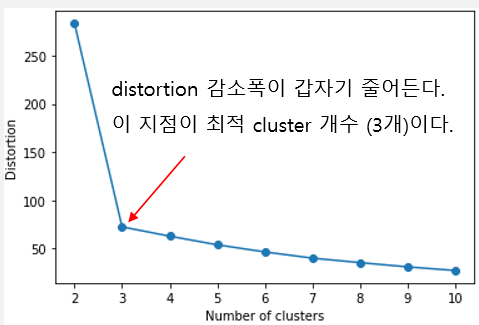 250
200
150
100
50
Distortion
distortion 감소폭이 갑자기 줄어든다.
이 지점이 최적 cluster 개수 (3개)이다.
2 3 4 5 6 7 8 9 10
Number of clusters